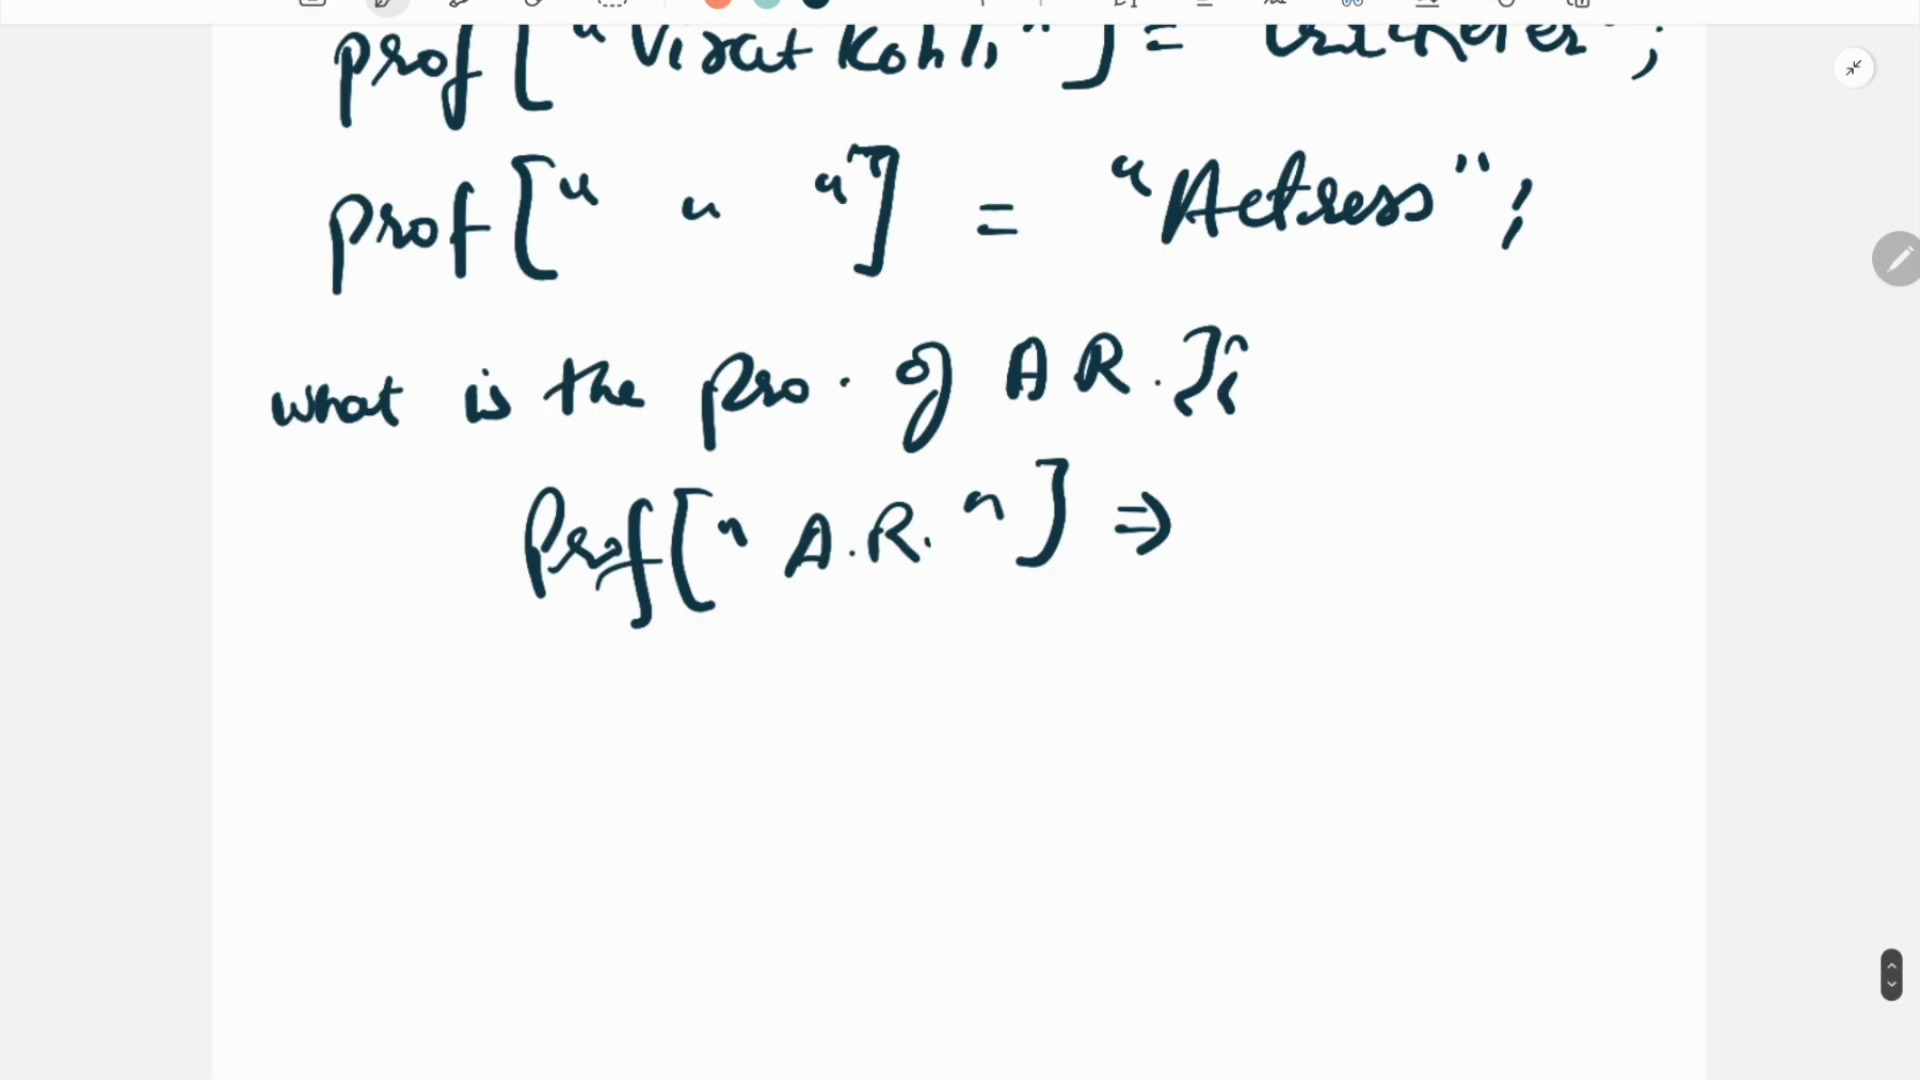 prof["Virat Kohli"] = "Cricketer";
prof[" " "] = "Actress";
what is the pro. of A R.
Prof["A.R."] ⇒